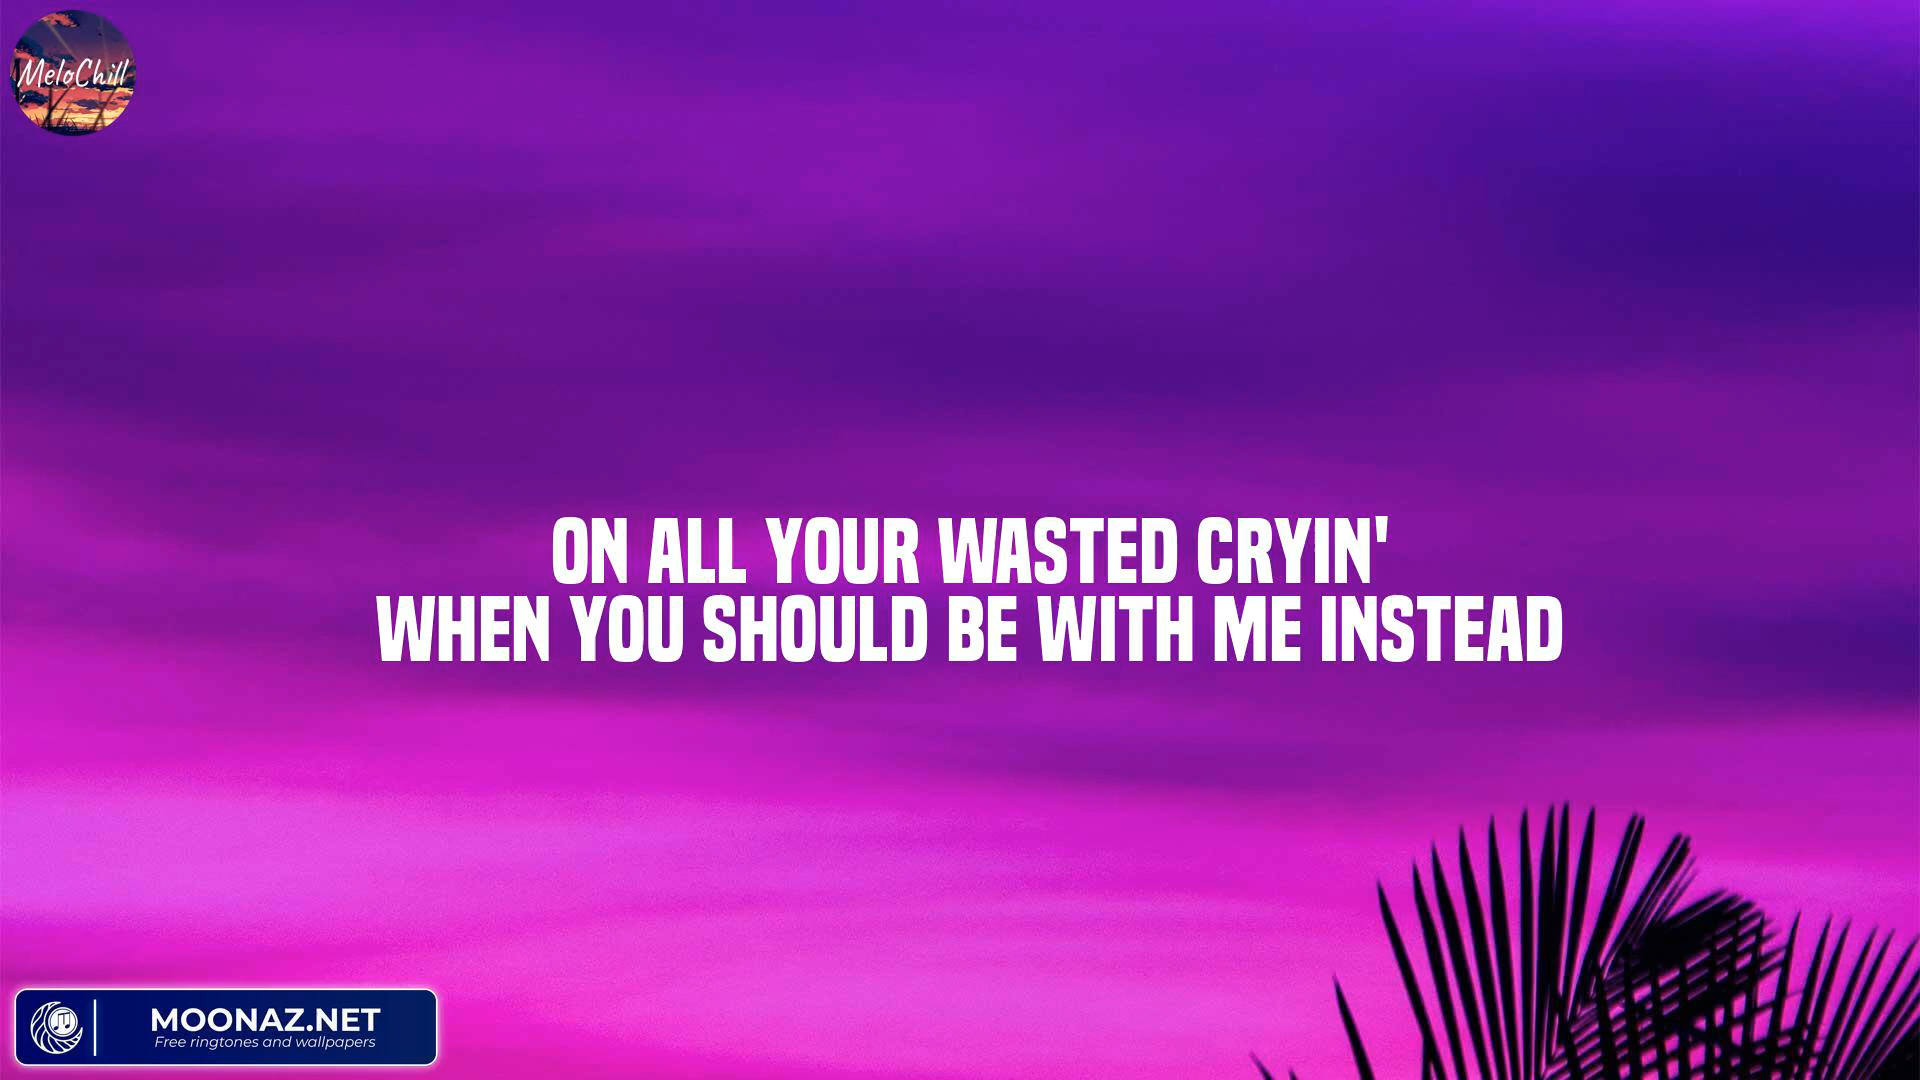 MeloChill
ON ALL YOUR WASTED CRYIN'
WHEN YOU SHOULD BE WITH ME INSTEAD
MOONAZ.NET
Free ringtones and wallpapers